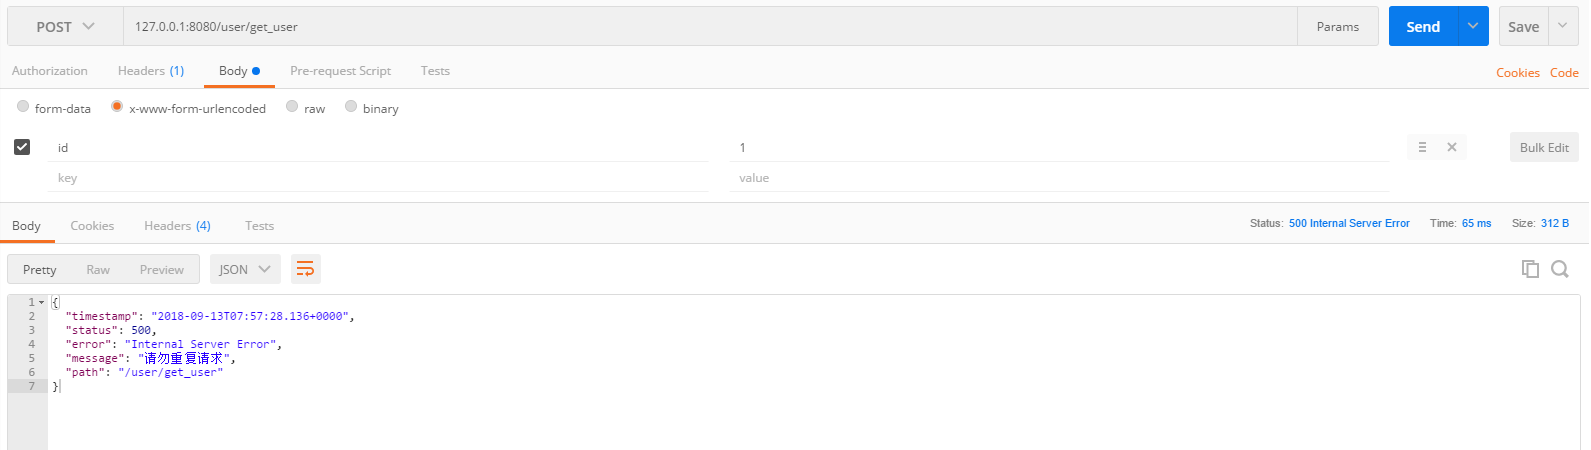 POST 127.0.0.1:8080/user/get_user Params Send Save
Authorization Headers (1) Body Pre-request Script Tests Cookies Code
form-data x-www-form-urlencoded raw binary
id 1 Bulk Edit
key value
Body Cookies Headers (4) Tests Status: 500 Internal Server Error Time: 65 ms Size: 312 B
Pretty Raw Preview JSON
1 {
2 "timestamp": "2018-09-13T07:57:28.136+0000",
3 "status": 500,
4 "error": "Internal Server Error",
5 "message": "请勿重复请求",
6 "path": "/user/get_user"
7 }